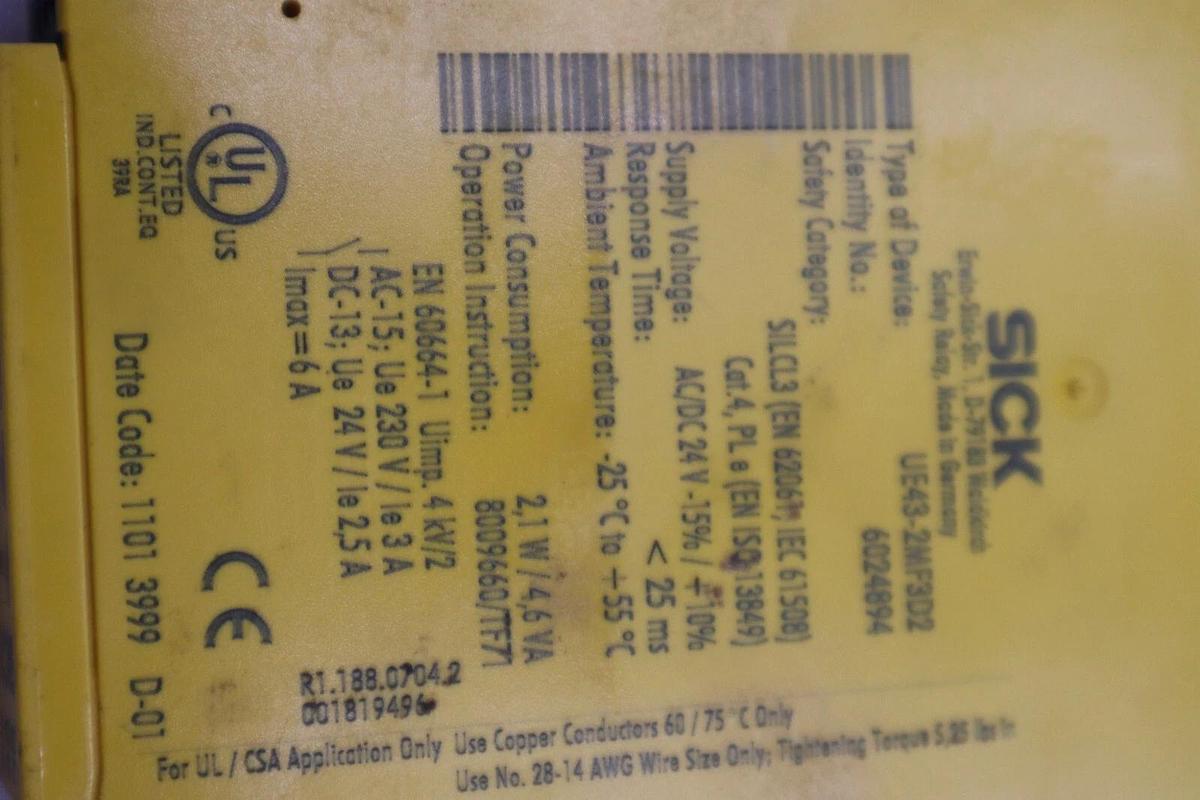 SICK
Erwin-Sick-Str. 1, D-79183 Waldkirch
Safety Relay, Made in Germany
Type of Device: UE43-2MF3D2
Identity No.: 6024894
Safety Category: SILCL3 (EN 62061, IEC 61508)
Cat.4, PL e (EN ISO 13849)
Supply Voltage: AC/DC 24 V -15% / +10%
Response Time: < 25 ms
Ambient Temperature: -25 °C to +55 °C
Power Consumption: 2,1 W / 4,6 VA
Operation Instruction: 8009660/TF71
EN 60664-1 Uimp. 4 kV/2
AC-15; Ue 230 V / Ie 3 A
DC-13; Ue 24 V / Ie 2,5 A
Imax = 6 A
C UL ® US
LISTED
IND.CONT.EQ
39RA
CE
Date Code: 1101 3999 D-01
R1.188.0704.2
001819496
For UL / CSA Application Only Use Copper Conductors 60 / 75 °C Only
Use No. 28-14 AWG Wire Size Only; Tightening Torque 5,25 lbs in